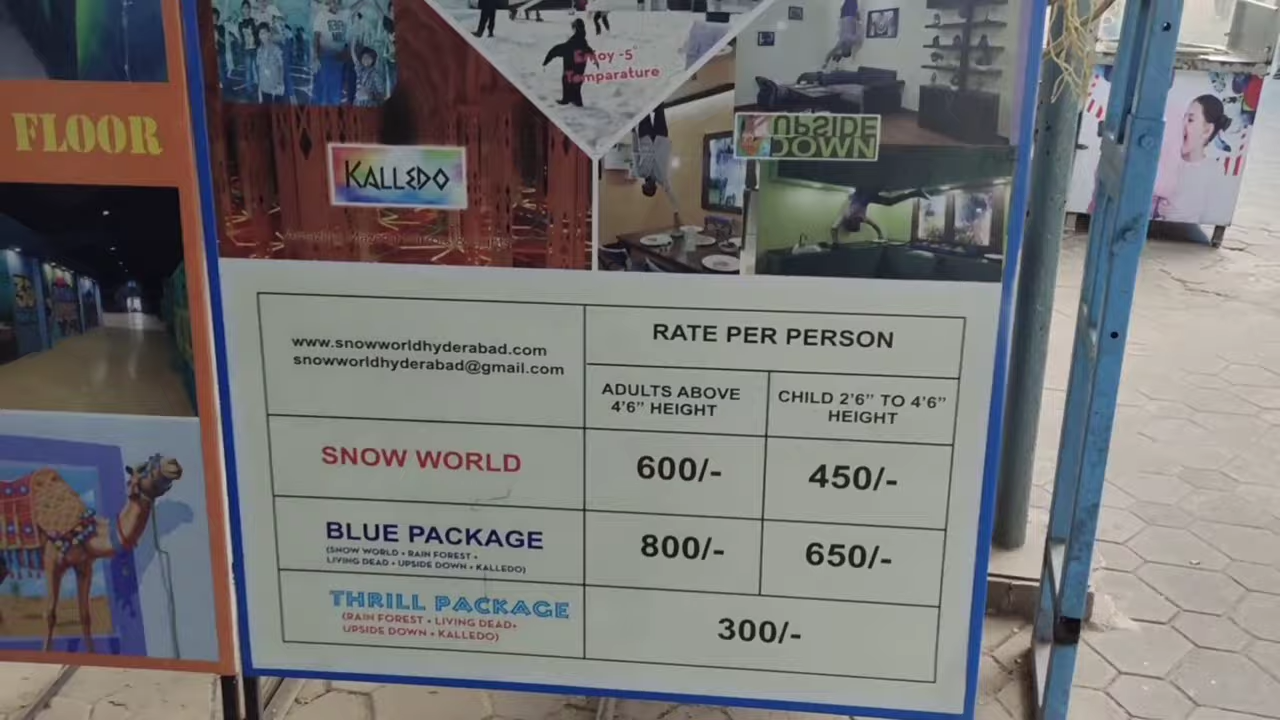 Enjoy -5°
Temparature
UPSIDE
DOWN
FLOOR
KALLEDO
www.snowworldhyderabad.com
snowworldhyderabad@gmail.com
RATE PER PERSON
ADULTS ABOVE
4'6" HEIGHT
CHILD 2'6" TO 4'6"
HEIGHT
SNOW WORLD
600/-
450/-
BLUE PACKAGE
(SNOW WORLD • RAIN FOREST •
LIVING DEAD • UPSIDE DOWN • KALLEDO)
800/-
650/-
THRILL PACKAGE
(RAIN FOREST • LIVING DEAD•
UPSIDE DOWN • KALLEDO)
300/-